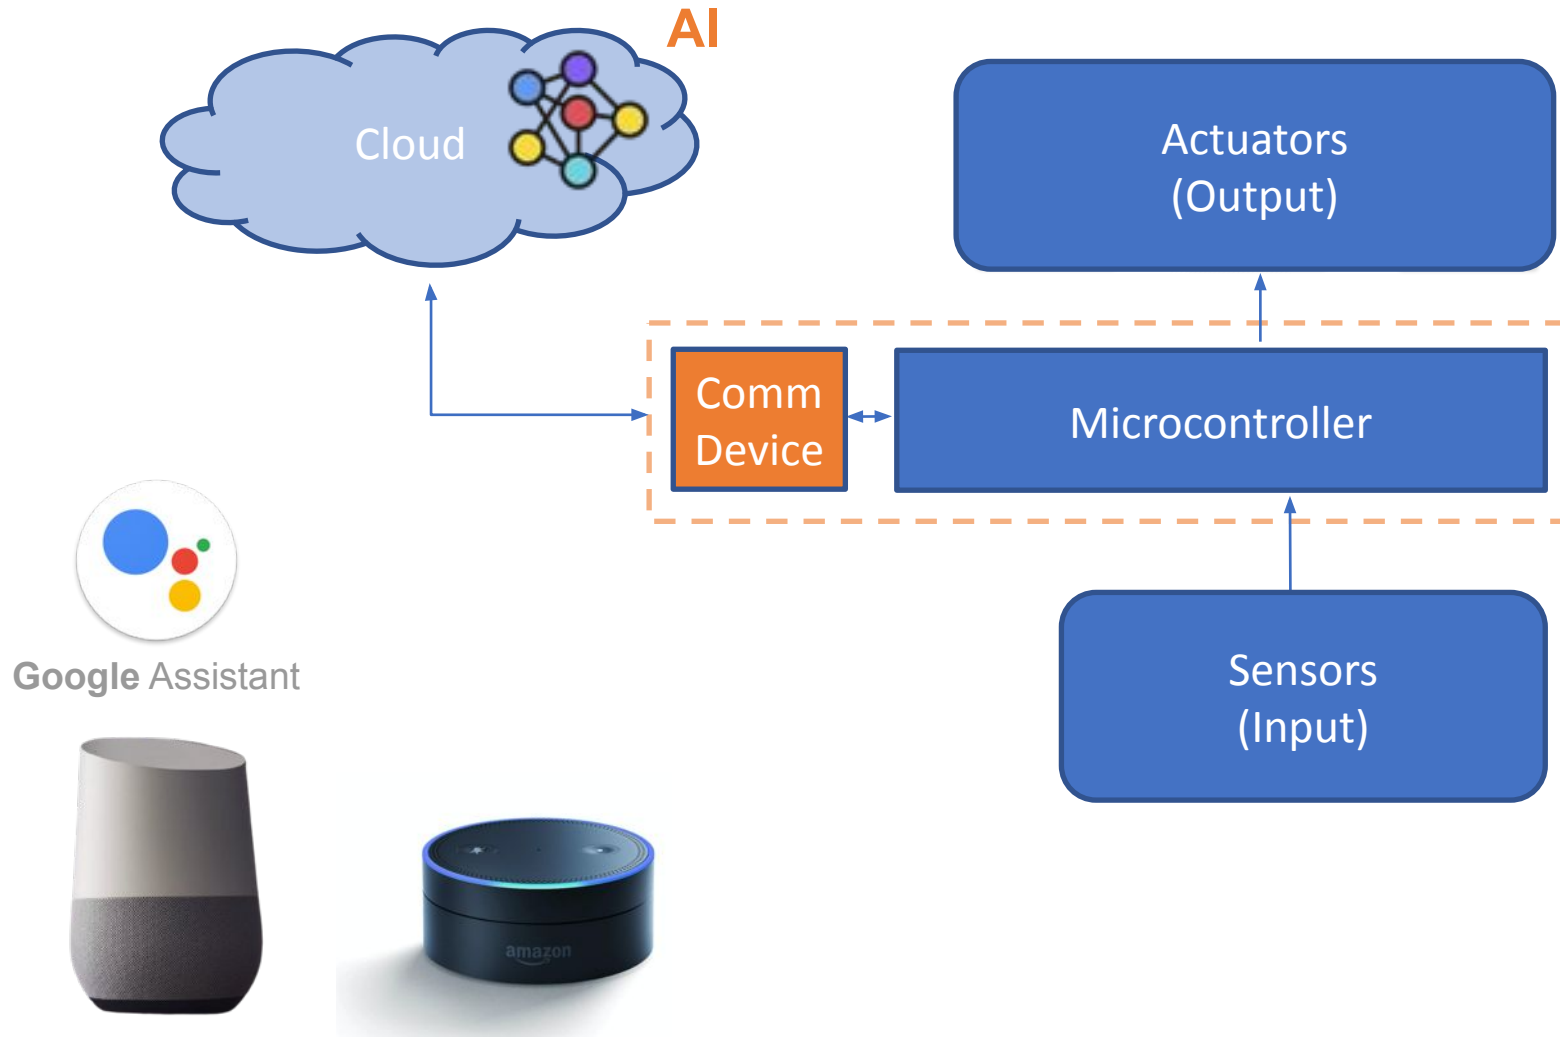 AI
Cloud
Actuators
(Output)
Comm
Device
Microcontroller
Google Assistant
Sensors
(Input)
amazon